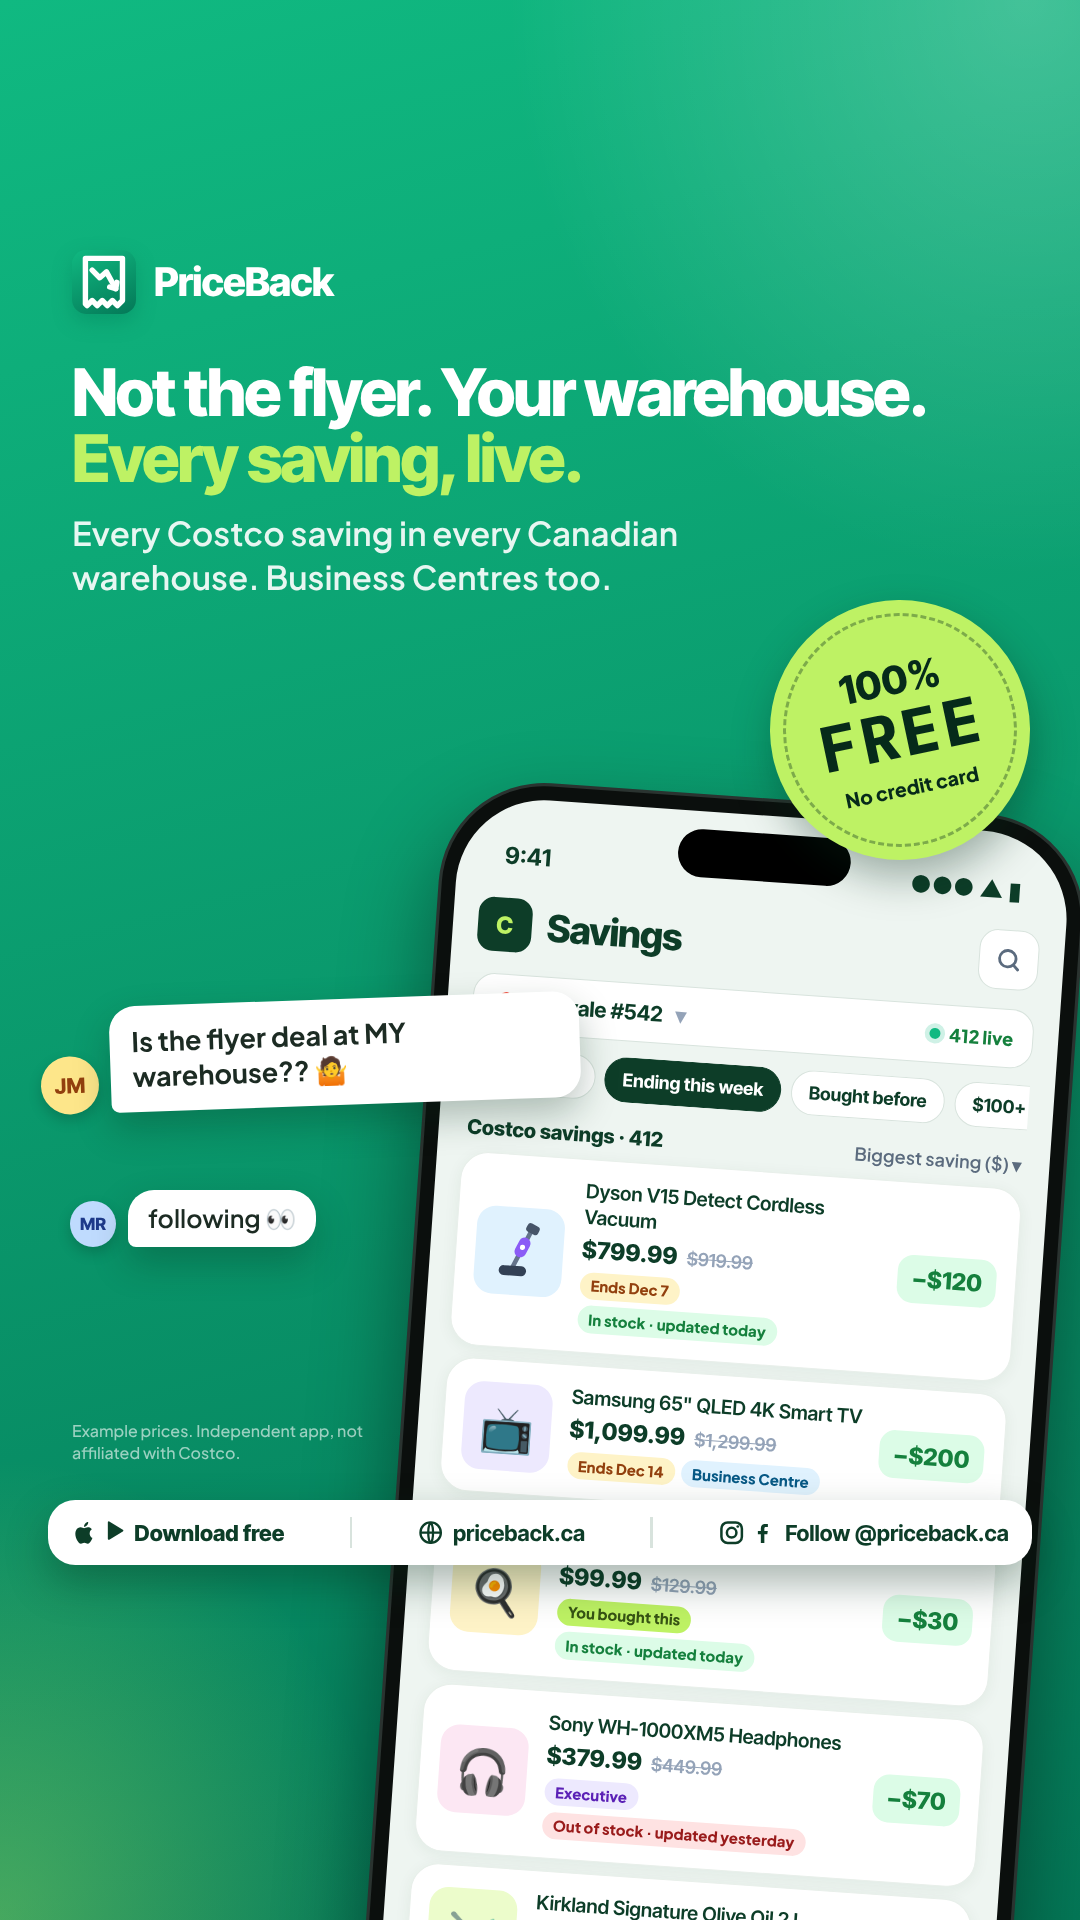 PriceBack
Not the flyer. Your warehouse.
Every saving, live.
Every Costco saving in every Canadian
warehouse. Business Centres too.
100%
FREE
No credit card
9:41
C
Savings
#542 ▼
412 live
Is the flyer deal at MY
warehouse?? 🤷
JM
Ending this week
Bought before
$100+
Costco savings · 412
Biggest saving ($) ▾
following 👀
MR
Dyson V15 Detect Cordless
Vacuum
$799.99 $919.99
−$120
Ends Dec 7
In stock · updated today
Samsung 65" QLED 4K Smart TV
$1,099.99 $1,299.99
−$200
Ends Dec 14 Business Centre
Example prices. Independent app, not
affiliated with Costco.
Download free
priceback.ca
Follow @priceback.ca
$99.99 $129.99
−$30
You bought this
In stock · updated today
Sony WH-1000XM5 Headphones
$379.99 $449.99
−$70
Executive
Out of stock · updated yesterday
Kirkland Signature Olive Oil 2 L